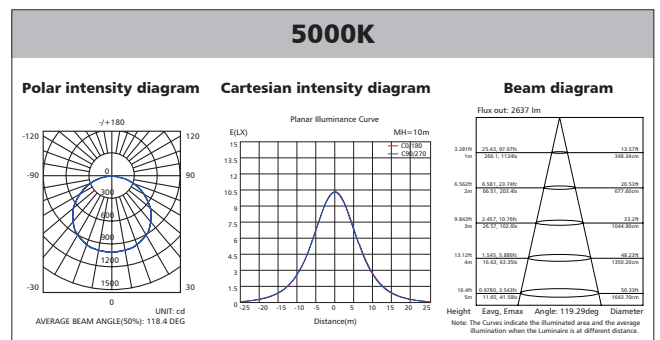 5000K
Polar intensity diagram
-/+180
-120
120
-90
90
-30
30
0
0
300
600
900
1200
1500
UNIT: cd
AVERAGE BEAM ANGLE(50%): 118.4 DEG
Cartesian intensity diagram
Planar Illuminance Curve
E(LX)
MH=10m
C0/180
C90/270
15
13.5
12
10.5
9
7.5
6
4.5
3
1.5
0
-25 -20 -15 -10 -5 0 5 10 15 20 25
Distance(m)
Beam diagram
Flux out: 2637 lm
3.281ft 25.43, 97.07fc 13.57ft
1m 266.1, 1124lx 348.34cm
6.562ft 6.581, 23.74fc 20.53ft
2m 66.51, 203.4lx 677.60cm
9.843ft 2.457, 10.76fc 33.2ft
3m 26.57, 102.6lx 1044.90cm
13.12ft 1.545, 5.886fc 48.23ft
4m 16.63, 63.35lx 1350.20cm
16.4ft 0.9780, 3.543fc 50.33ft
5m 11.65, 41.58lx 1643.70cm
Height Eavg, Emax Angle: 119.29deg Diameter
Note: The Curves indicate the illuminated area and the average
illumination when the Luminaire is at different distance.